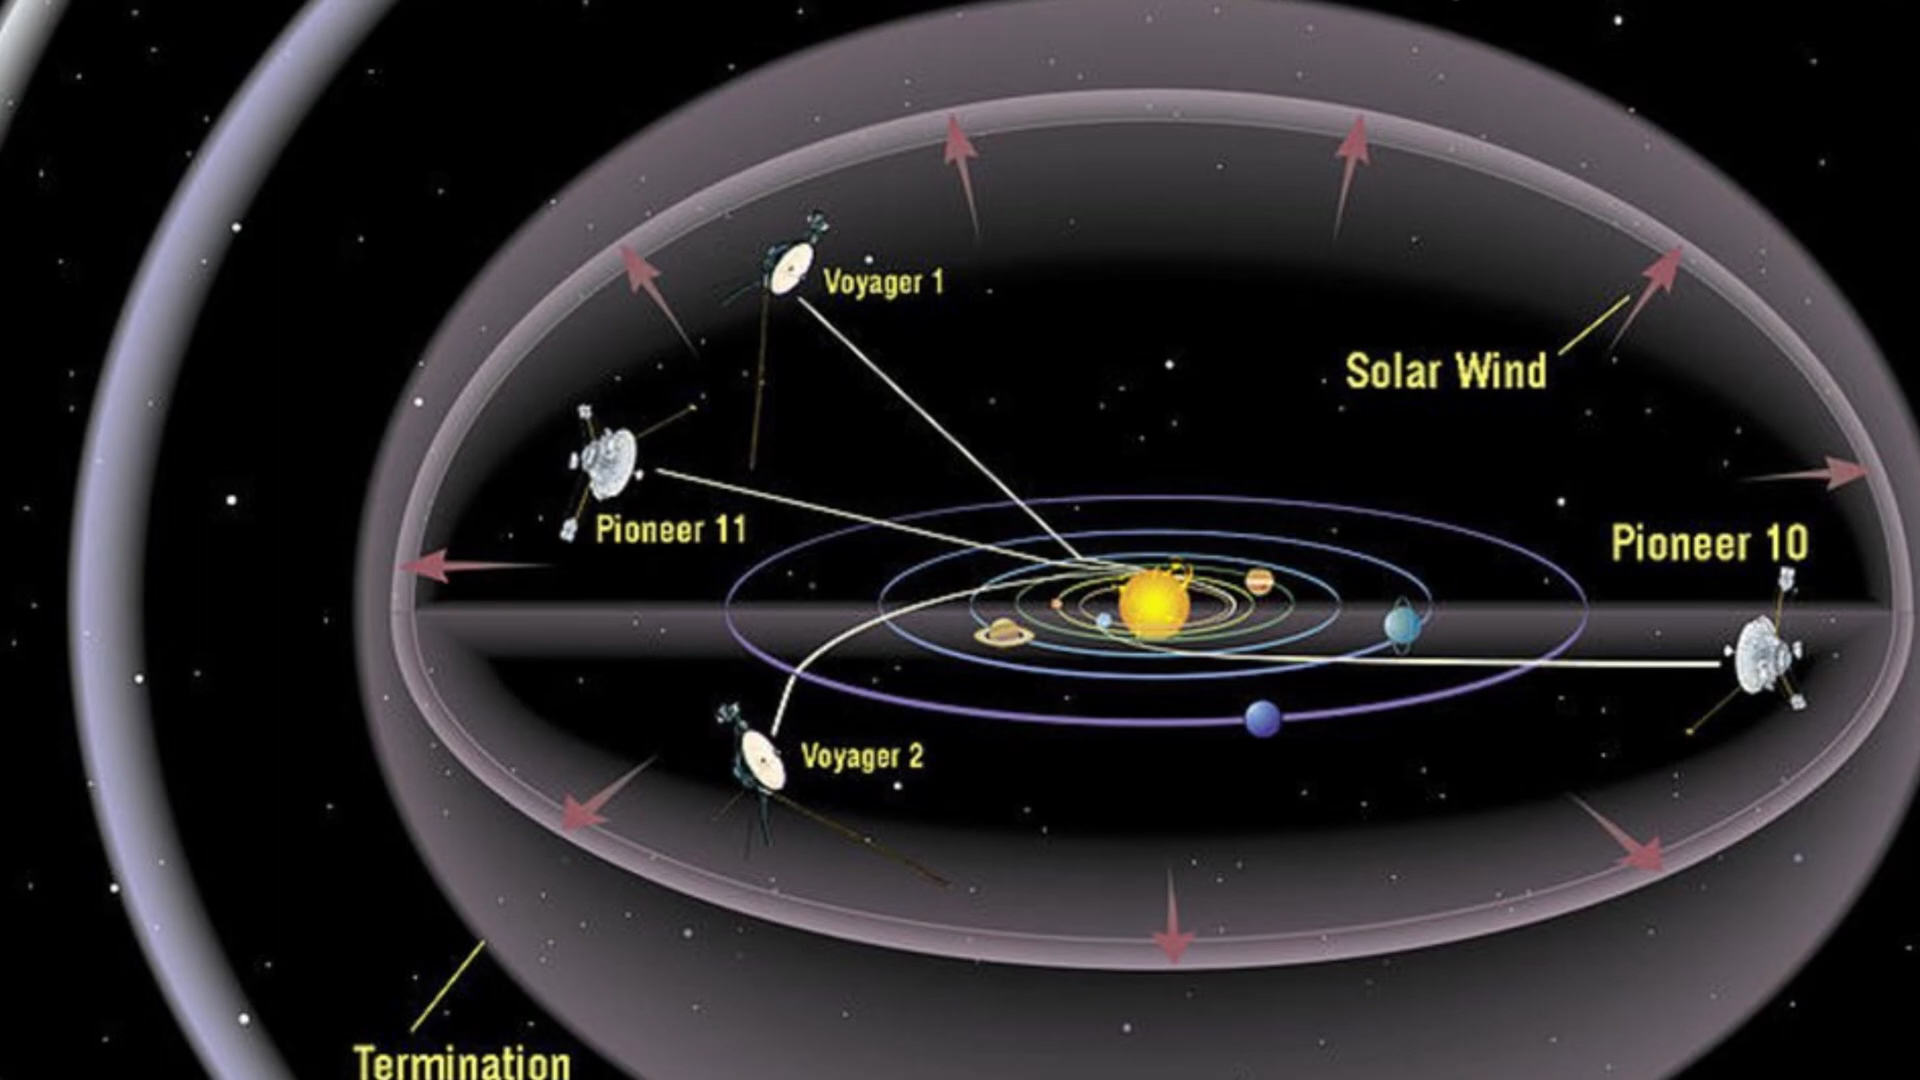 Voyager 1
Solar Wind
Pioneer 11
Pioneer 10
Voyager 2
Termination